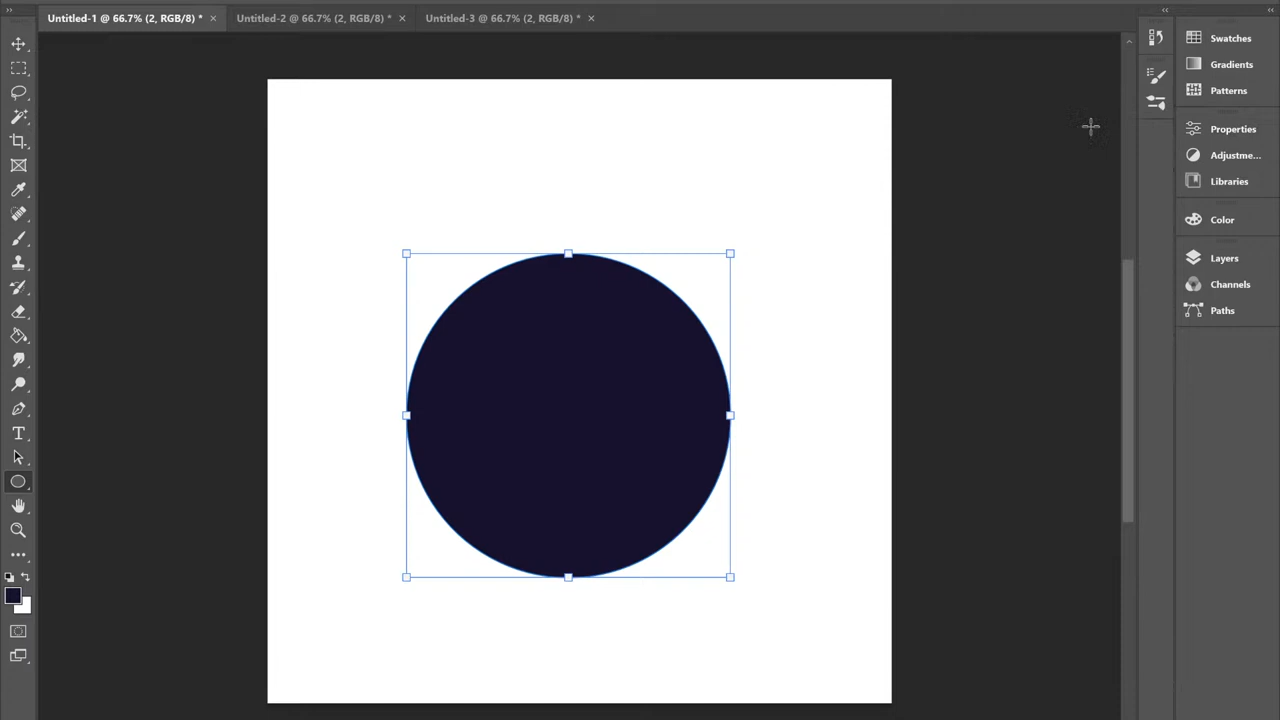 Untitled-1 @ 66.7% (2, RGB/8) *
Untitled-2 @ 66.7% (2, RGB/8) *
Untitled-3 @ 66.7% (2, RGB/8) *
Swatches
Gradients
Patterns
Properties
Adjustme...
Libraries
Color
Layers
Channels
Paths